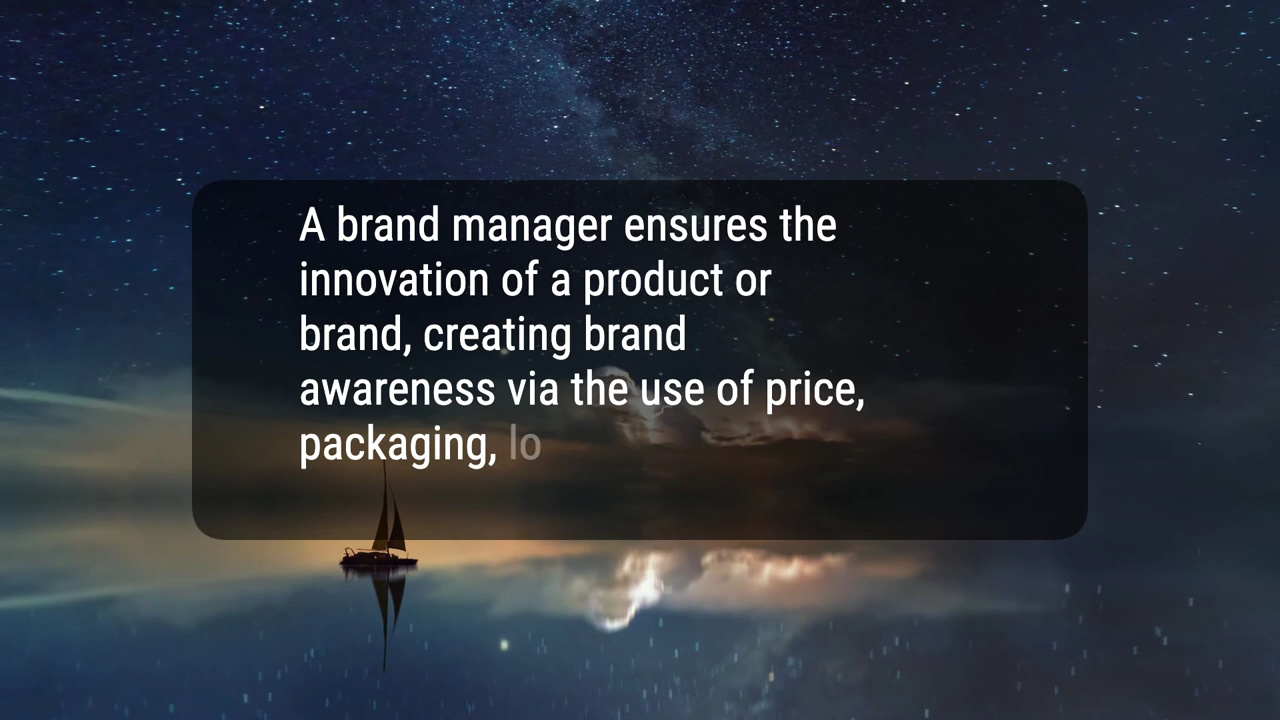 A brand manager ensures the
innovation of a product or
brand, creating brand
awareness via the use of price,
packaging, lo